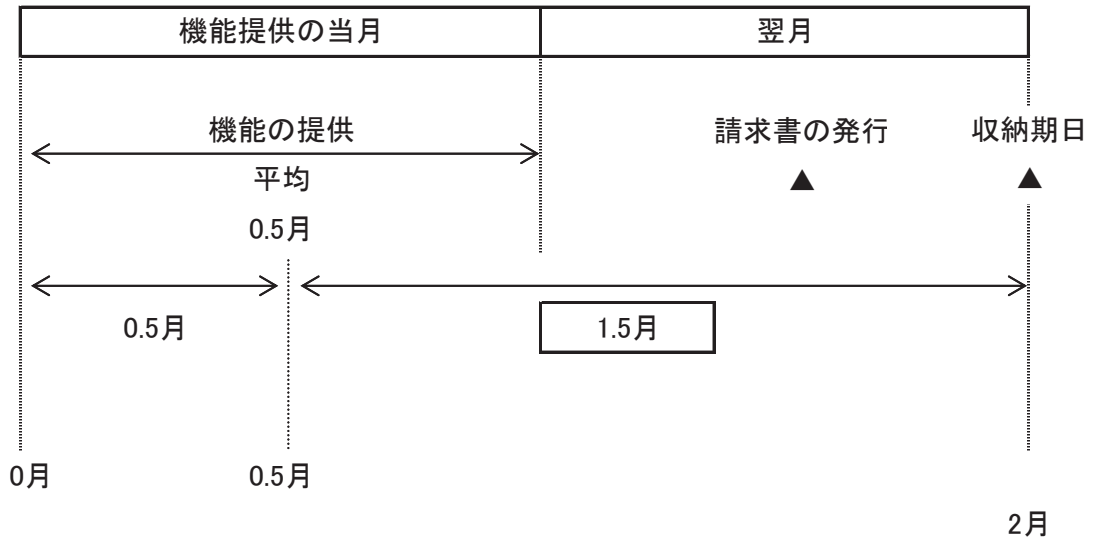 機能提供の当月 翌月
機能の提供 請求書の発行 収納期日
平均 ▲ ▲
0.5月
0.5月 1.5月
0月 0.5月
2月